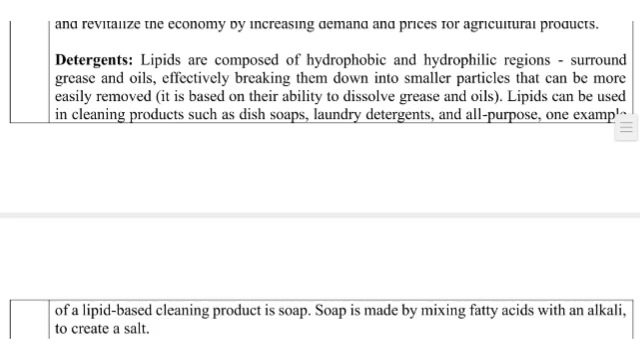 and revitalize the economy by increasing demand and prices for agricultural products.
Detergents: Lipids are composed of hydrophobic and hydrophilic regions - surround
grease and oils, effectively breaking them down into smaller particles that can be more
easily removed (it is based on their ability to dissolve grease and oils). Lipids can be used
in cleaning products such as dish soaps, laundry detergents, and all-purpose, one example
of a lipid-based cleaning product is soap. Soap is made by mixing fatty acids with an alkali,
to create a salt.